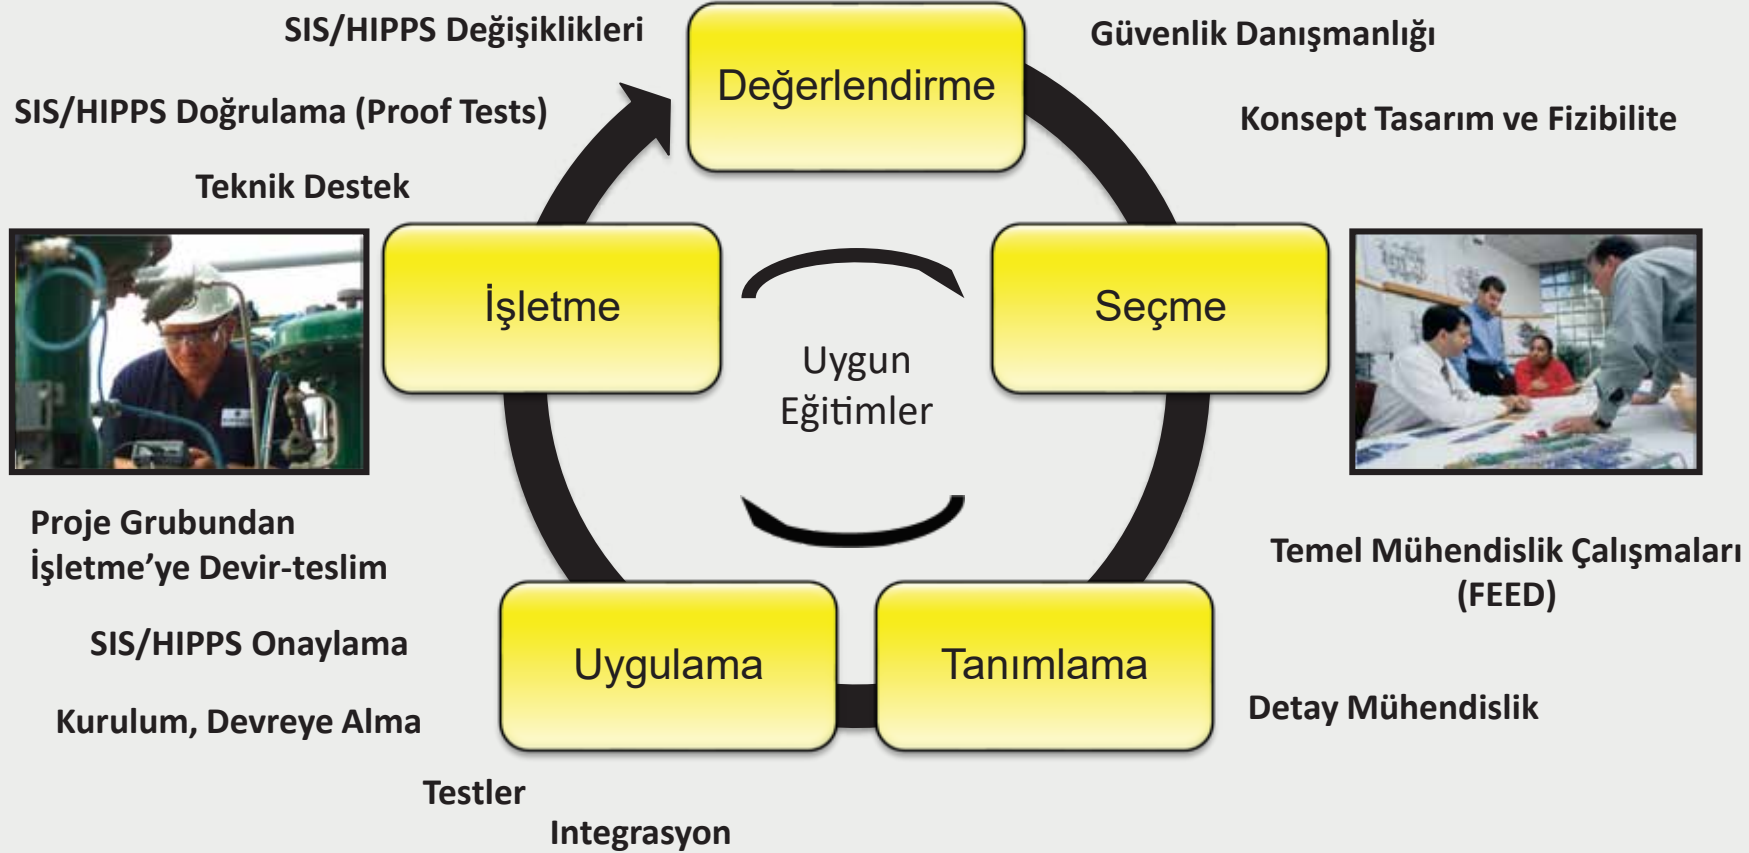 SIS/HIPPS Değişiklikleri
Değerlendirme
Güvenlik Danışmanlığı
SIS/HIPPS Doğrulama (Proof Tests)
Konsept Tasarım ve Fizibilite
Teknik Destek
İşletme
Seçme
Uygun
Eğitimler
Proje Grubundan
İşletme’ye Devir-teslim
Temel Mühendislik Çalışmaları
(FEED)
SIS/HIPPS Onaylama
Uygulama
Tanımlama
Kurulum, Devreye Alma
Detay Mühendislik
Testler
Integrasyon